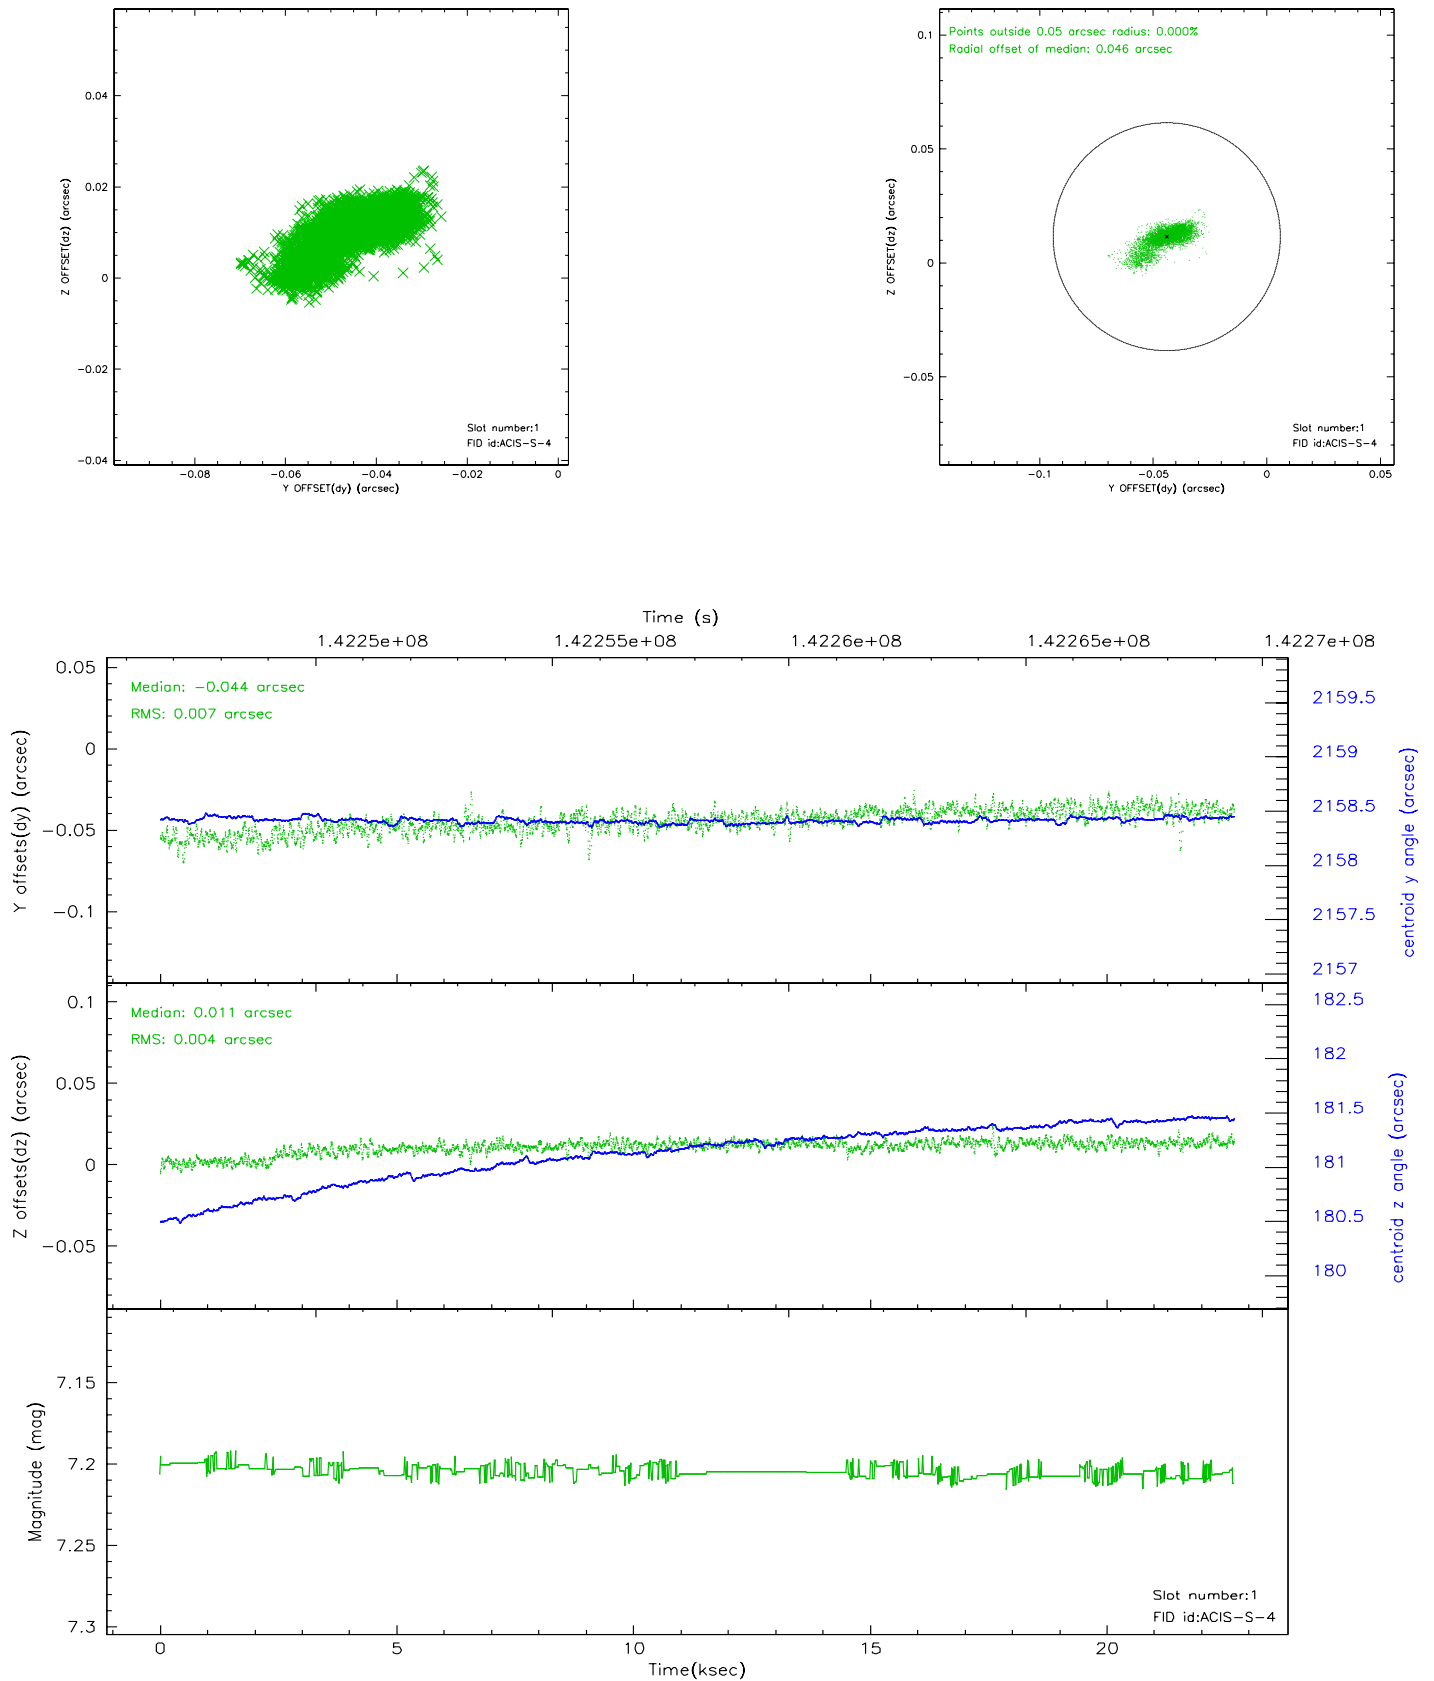 0.04
0.02
0
−0.02
−0.04
Z OFFSET(dz) (arcsec)
Slot number:1
FID id:ACIS−S−4
−0.08
−0.06
−0.04
−0.02
0
Y OFFSET(dy) (arcsec)
Points outside 0.05 arcsec radius: 0.000%
Radial offset of median: 0.046 arcsec
0.1
0.05
0
−0.05
Z OFFSET(dz) (arcsec)
Slot number:1
FID id:ACIS−S−4
−0.1
−0.05
0
0.05
Y OFFSET(dy) (arcsec)
Time (s)
1.4225e+08
1.42255e+08
1.4226e+08
1.42265e+08
1.4227e+08
Median: −0.044 arcsec
RMS: 0.007 arcsec
0.05
0
−0.05
−0.1
Y offsets(dy) (arcsec)
2159.5
2159
2158.5
2158
2157.5
2157
centroid y angle (arcsec)
Median: 0.011 arcsec
RMS: 0.004 arcsec
0.1
0.05
0
−0.05
Z offsets(dz) (arcsec)
182.5
182
181.5
181
180.5
180
centroid z angle (arcsec)
7.15
7.2
7.25
7.3
Magnitude (mag)
Slot number:1
FID id:ACIS−S−4
0
5
10
15
20
Time(ksec)